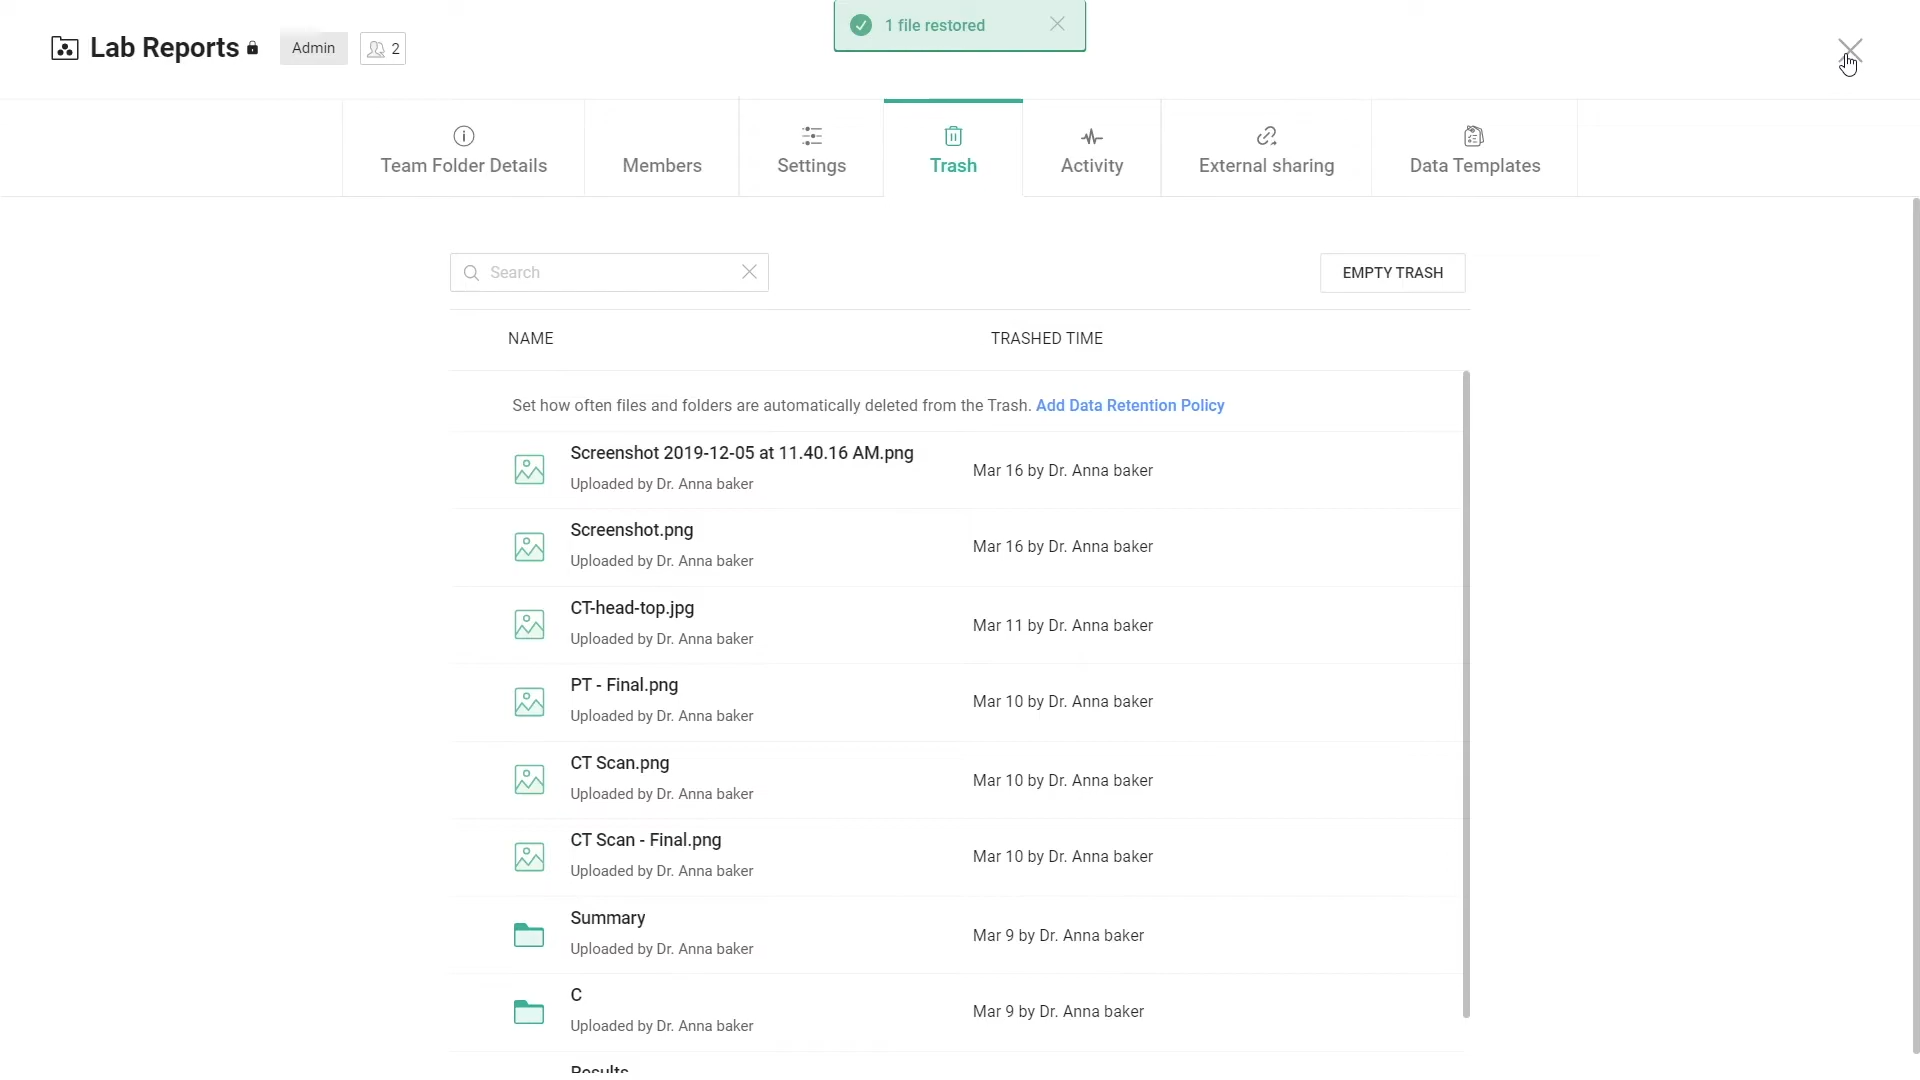 1 file restored
Lab Reports
Admin
2
Team Folder Details
Members
Settings
Trash
Activity
External sharing
Data Templates
Search
EMPTY TRASH
NAME
TRASHED TIME
Set how often files and folders are automatically deleted from the Trash. Add Data Retention Policy
Screenshot 2019-12-05 at 11.40.16 AM.png
Uploaded by Dr. Anna baker
Mar 16 by Dr. Anna baker
Screenshot.png
Uploaded by Dr. Anna baker
Mar 16 by Dr. Anna baker
CT-head-top.jpg
Uploaded by Dr. Anna baker
Mar 11 by Dr. Anna baker
PT - Final.png
Uploaded by Dr. Anna baker
Mar 10 by Dr. Anna baker
CT Scan.png
Uploaded by Dr. Anna baker
Mar 10 by Dr. Anna baker
CT Scan - Final.png
Uploaded by Dr. Anna baker
Mar 10 by Dr. Anna baker
Summary
Uploaded by Dr. Anna baker
Mar 9 by Dr. Anna baker
C
Uploaded by Dr. Anna baker
Mar 9 by Dr. Anna baker
Results